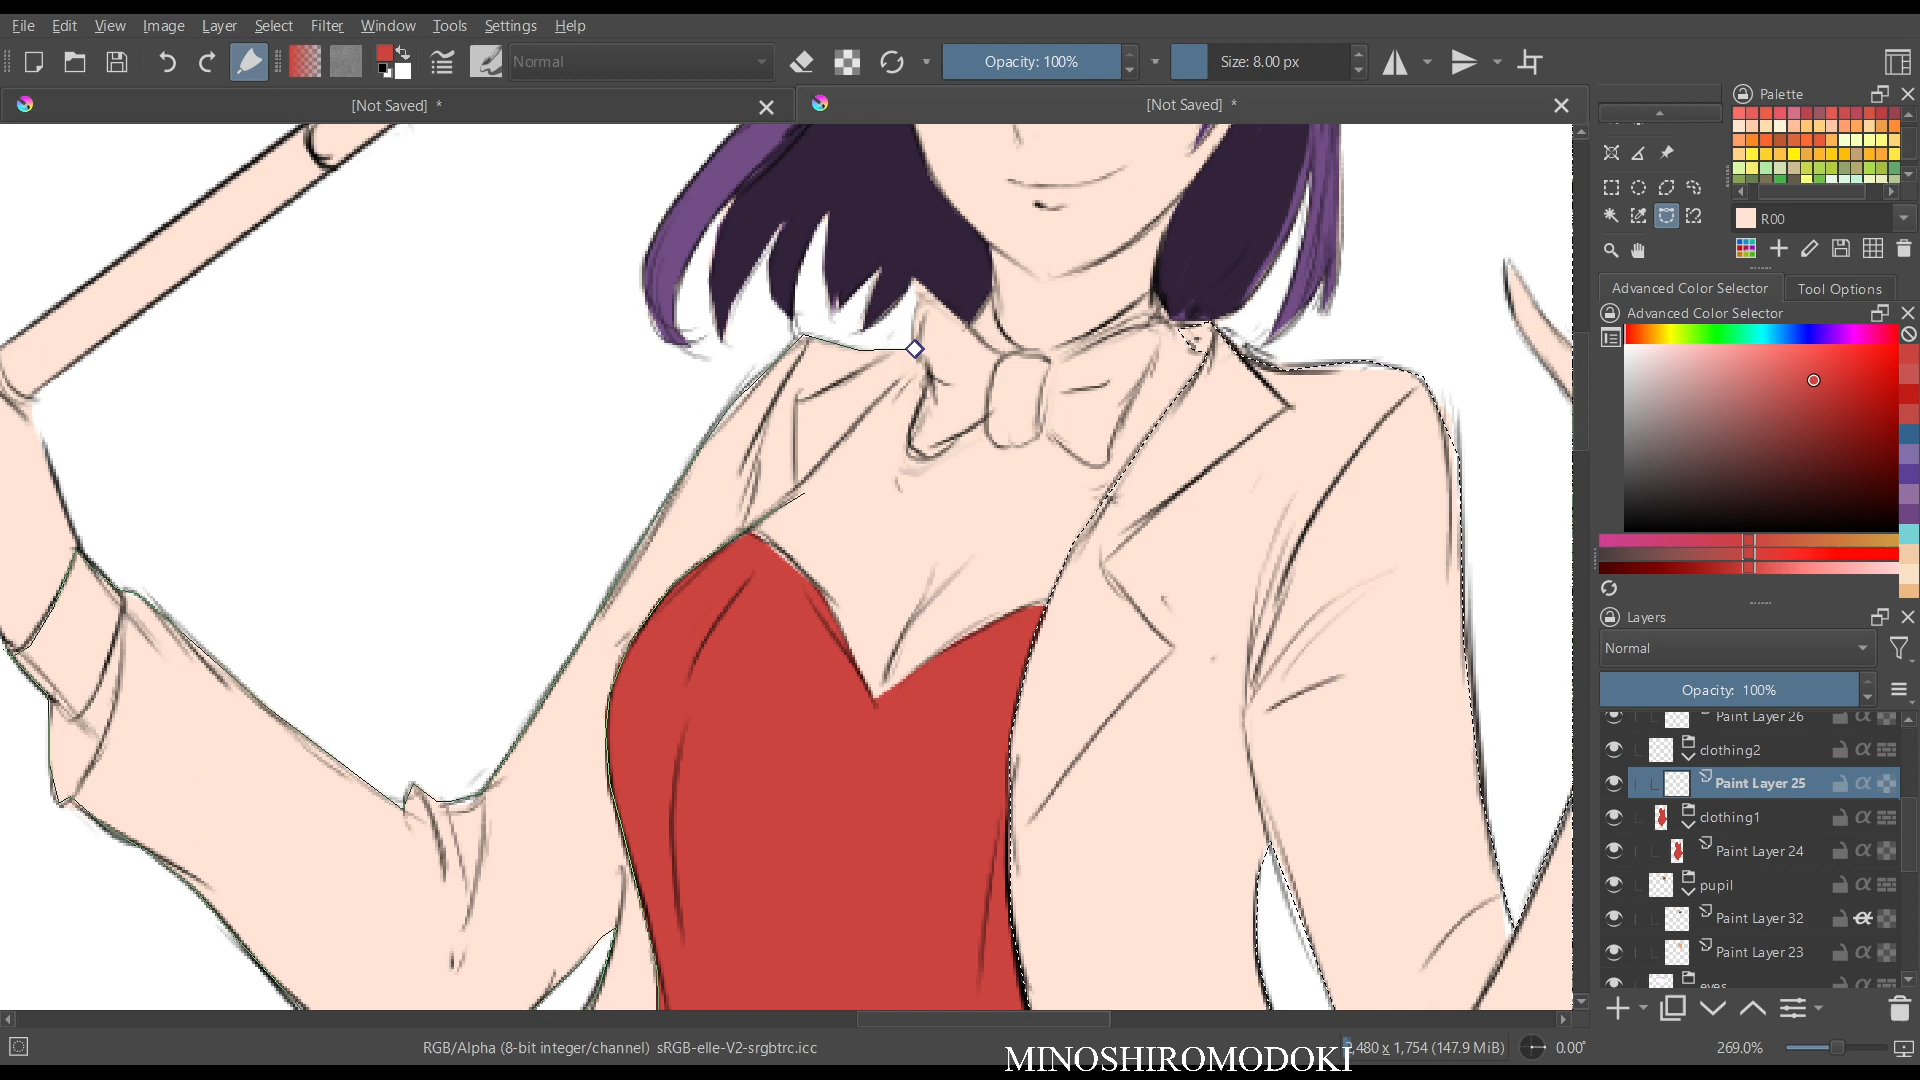 File Edit View Image Layer Select Filter Window Tools Settings Help
Normal Opacity: 100% Size: 8.00 px
[Not Saved] * [Not Saved] *
Palette
R00
Advanced Color Selector Tool Options
Advanced Color Selector
Layers
Normal
Opacity: 100%
Paint Layer 26
clothing2
Paint Layer 25
clothing1
Paint Layer 24
pupil
Paint Layer 32
Paint Layer 23
eyes
RGB/Alpha (8-bit integer/channel) sRGB-elle-V2-srgbtrc.icc
,480 x 1,754 (147.9 MiB) 0.00° 269.0%
MINOSHIROMODOKI